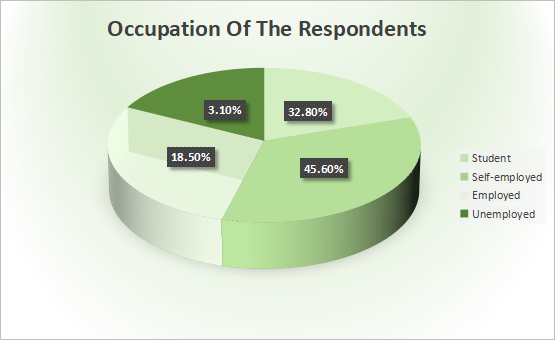 Occupation Of The Respondents
3.10%
32.80%
18.50%
45.60%
Student
Self-employed
Employed
Unemployed